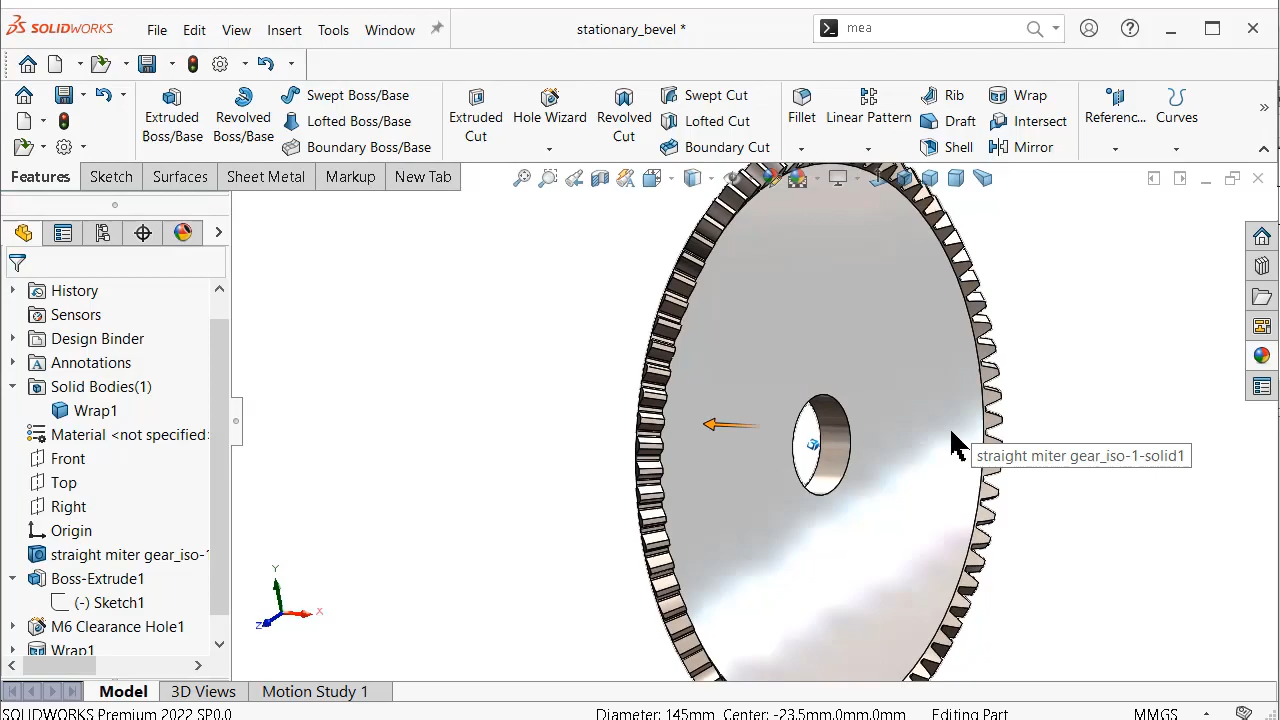 SOLIDWORKS File Edit View Insert Tools Window stationary_bevel * mea
Extruded Boss/Base
Revolved Boss/Base
Swept Boss/Base
Lofted Boss/Base
Boundary Boss/Base
Extruded Cut
Hole Wizard
Revolved Cut
Swept Cut
Lofted Cut
Boundary Cut
Fillet
Linear Pattern
Rib
Draft
Shell
Wrap
Intersect
Mirror
Referenc...
Curves
Features Sketch Surfaces Sheet Metal Markup New Tab
History
Sensors
Design Binder
Annotations
Solid Bodies(1)
Wrap1
Material <not specified>
Front
Top
Right
Origin
straight miter gear_iso-1
Boss-Extrude1
(-) Sketch1
M6 Clearance Hole1
Wrap1
straight miter gear_iso-1-solid1
Y
X
Z
Model 3D Views Motion Study 1
SOLIDWORKS Premium 2022 SP0.0 Diameter: 145mm Center: -23.5mm,0mm,0mm Editing Part MMGS